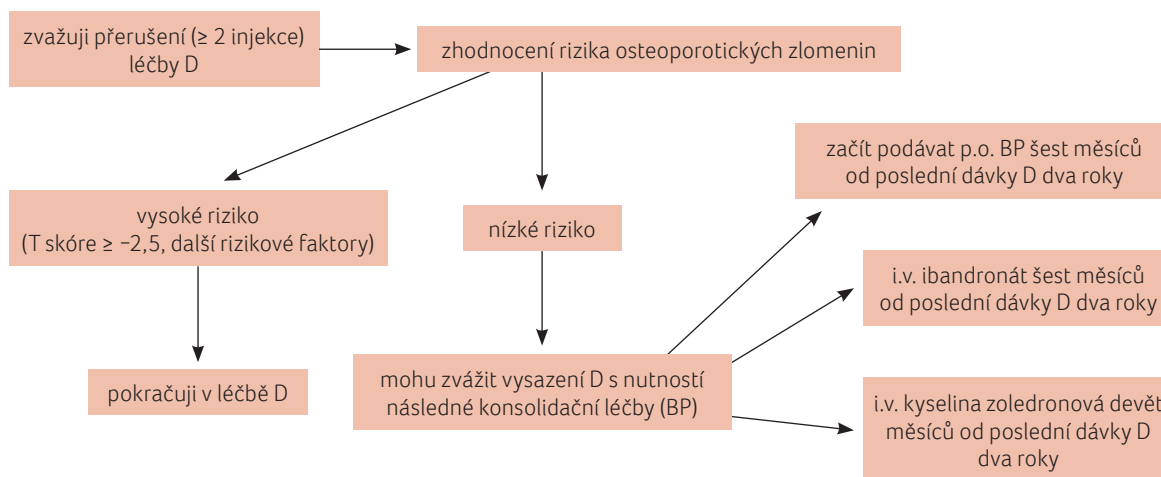 zvažuji přerušení (≥ 2 injekce)
léčby D
zhodnocení rizika osteoporotických zlomenin
vysoké riziko
(T skóre ≥ −2,5, další rizikové faktory)
pokračuji v léčbě D
nízké riziko
mohu zvážit vysazení D s nutností
následné konsolidační léčby (BP)
začít podávat p.o. BP šest měsíců
od poslední dávky D dva roky
i.v. ibandronát šest měsíců
od poslední dávky D dva roky
i.v. kyselina zoledronová devět
měsíců od poslední dávky D
dva roky